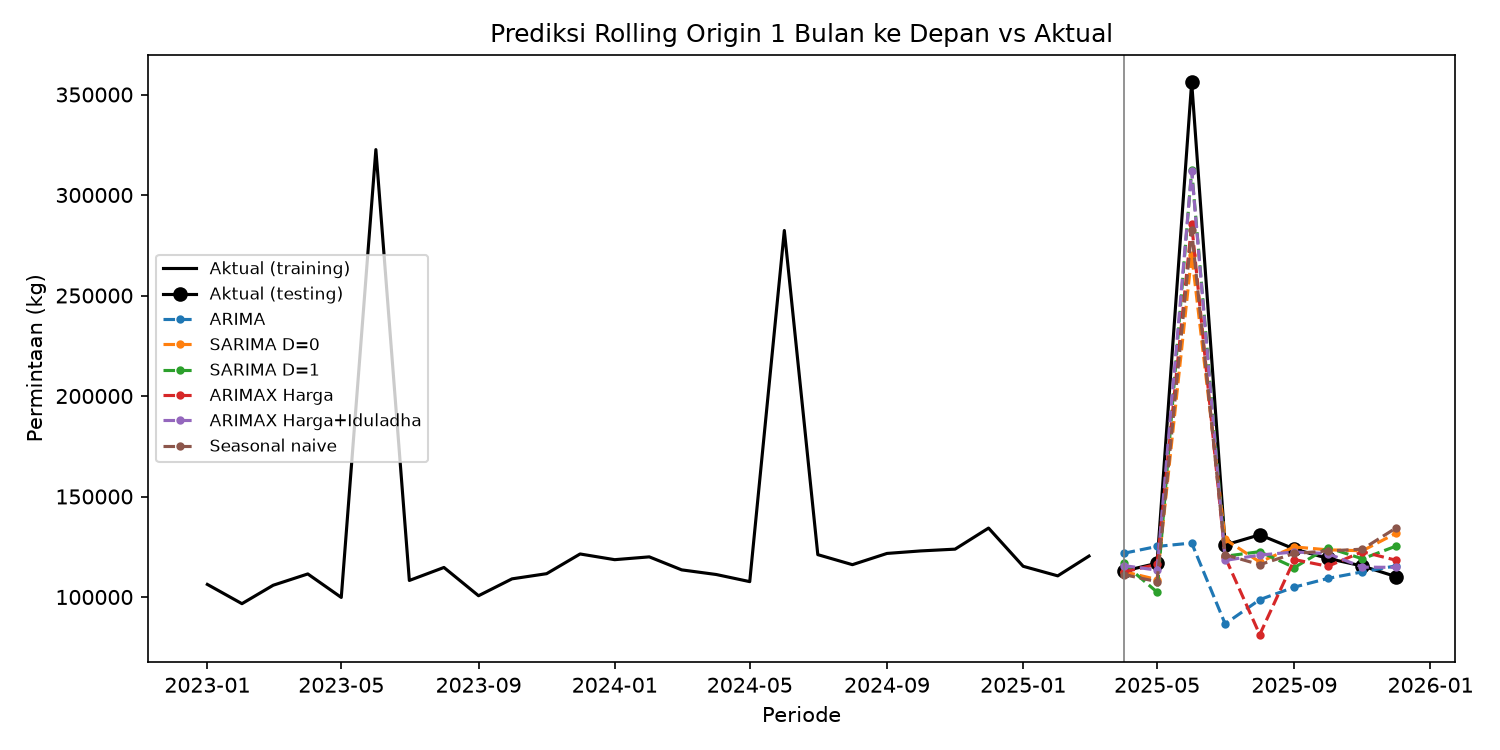 Prediksi Rolling Origin 1 Bulan ke Depan vs Aktual
Permintaan (kg)
350000
300000
250000
200000
150000
100000
Aktual (training)
Aktual (testing)
ARIMA
SARIMA D=0
SARIMA D=1
ARIMAX Harga
ARIMAX Harga+Iduladha
Seasonal naive
2023-01
2023-05
2023-09
2024-01
2024-05
2024-09
2025-01
2025-05
2025-09
2026-01
Periode